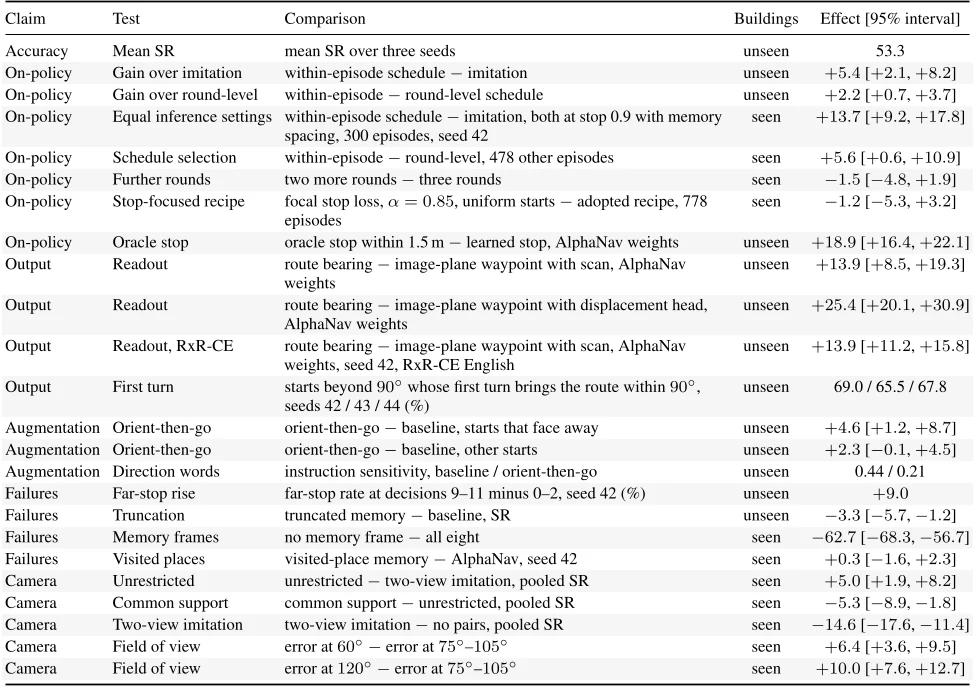 Claim Test Comparison Buildings Effect [95% interval]
Accuracy Mean SR mean SR over three seeds unseen 53.3
On-policy Gain over imitation within-episode schedule − imitation unseen +5.4 [+2.1, +8.2]
On-policy Gain over round-level within-episode − round-level schedule unseen +2.2 [+0.7, +3.7]
On-policy Equal inference settings within-episode schedule − imitation, both at stop 0.9 with memory seen +13.7 [+9.2, +17.8]
spacing, 300 episodes, seed 42
On-policy Schedule selection within-episode − round-level, 478 other episodes seen +5.6 [+0.6, +10.9]
On-policy Further rounds two more rounds − three rounds seen −1.5 [−4.8, +1.9]
On-policy Stop-focused recipe focal stop loss, α = 0.85, uniform starts − adopted recipe, 778 seen −1.2 [−5.3, +3.2]
episodes
On-policy Oracle stop oracle stop within 1.5 m − learned stop, AlphaNav weights unseen +18.9 [+16.4, +22.1]
Output Readout route bearing − image-plane waypoint with scan, AlphaNav unseen +13.9 [+8.5, +19.3]
weights
Output Readout route bearing − image-plane waypoint with displacement head, unseen +25.4 [+20.1, +30.9]
AlphaNav weights
Output Readout, RxR-CE route bearing − image-plane waypoint with scan, AlphaNav unseen +13.9 [+11.2, +15.8]
weights, seed 42, RxR-CE English
Output First turn starts beyond 90° whose first turn brings the route within 90°, unseen 69.0 / 65.5 / 67.8
seeds 42 / 43 / 44 (%)
Augmentation Orient-then-go orient-then-go − baseline, starts that face away unseen +4.6 [+1.2, +8.7]
Augmentation Orient-then-go orient-then-go − baseline, other starts unseen +2.3 [−0.1, +4.5]
Augmentation Direction words instruction sensitivity, baseline / orient-then-go unseen 0.44 / 0.21
Failures Far-stop rise far-stop rate at decisions 9–11 minus 0–2, seed 42 (%) unseen +9.0
Failures Truncation truncated memory − baseline, SR unseen −3.3 [−5.7, −1.2]
Failures Memory frames no memory frame − all eight seen −62.7 [−68.3, −56.7]
Failures Visited places visited-place memory − AlphaNav, seed 42 seen +0.3 [−1.6, +2.3]
Camera Unrestricted unrestricted − two-view imitation, pooled SR seen +5.0 [+1.9, +8.2]
Camera Common support common support − unrestricted, pooled SR seen −5.3 [−8.9, −1.8]
Camera Two-view imitation two-view imitation − no pairs, pooled SR seen −14.6 [−17.6, −11.4]
Camera Field of view error at 60° − error at 75°–105° seen +6.4 [+3.6, +9.5]
Camera Field of view error at 120° − error at 75°–105° seen +10.0 [+7.6, +12.7]